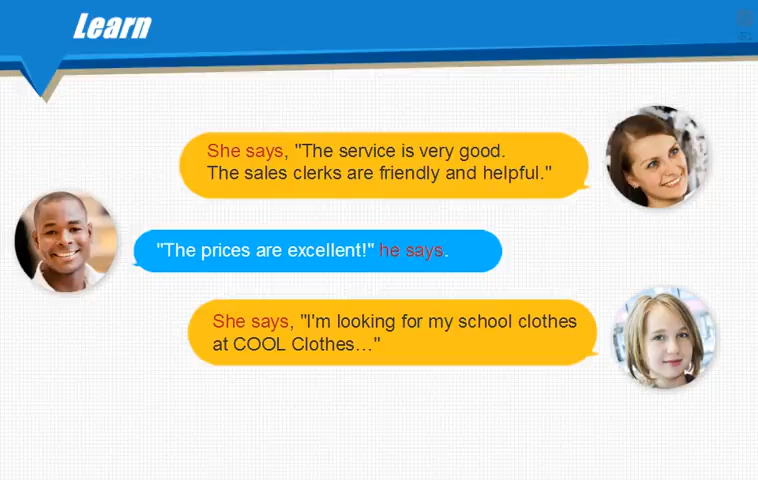 Learn
She says, "The service is very good.
The sales clerks are friendly and helpful."
"The prices are excellent!" he says.
She says, "I'm looking for my school clothes
at COOL Clothes..."